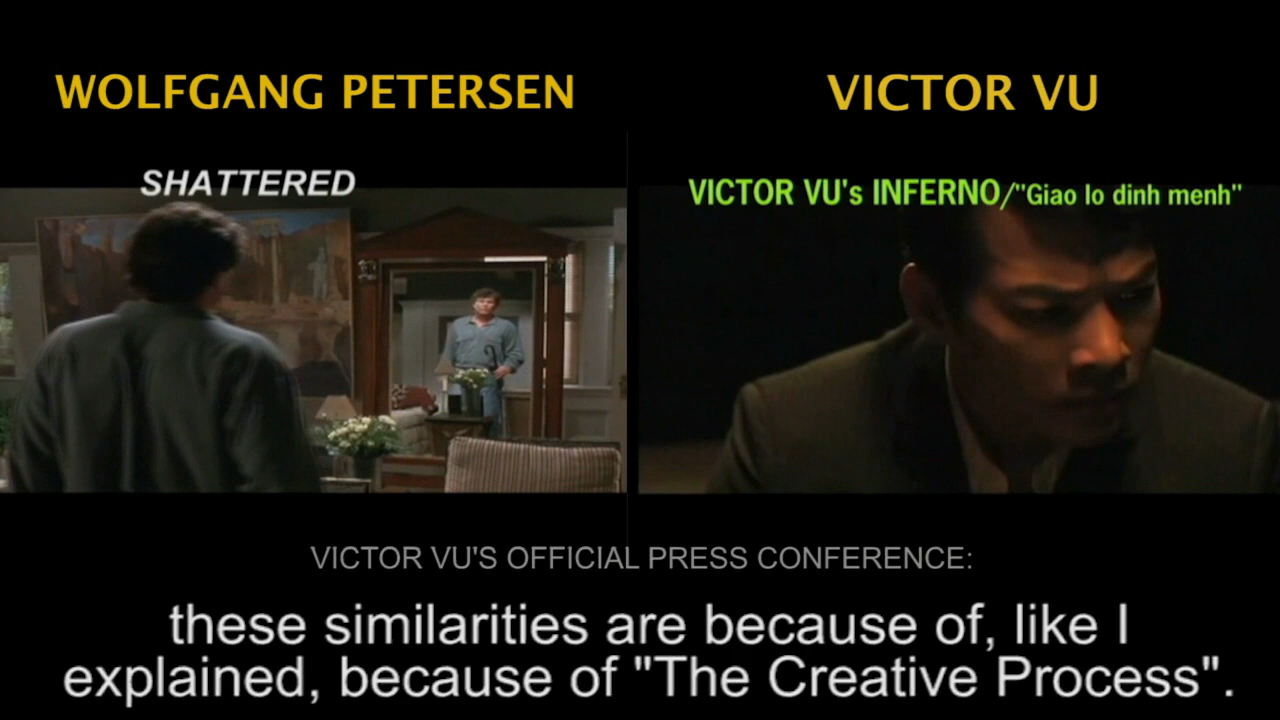 WOLFGANG PETERSEN
VICTOR VU
SHATTERED
VICTOR VU's INFERNO/"Giao lo dinh menh"
VICTOR VU'S OFFICIAL PRESS CONFERENCE:
these similarities are because of, like I
explained, because of "The Creative Process".